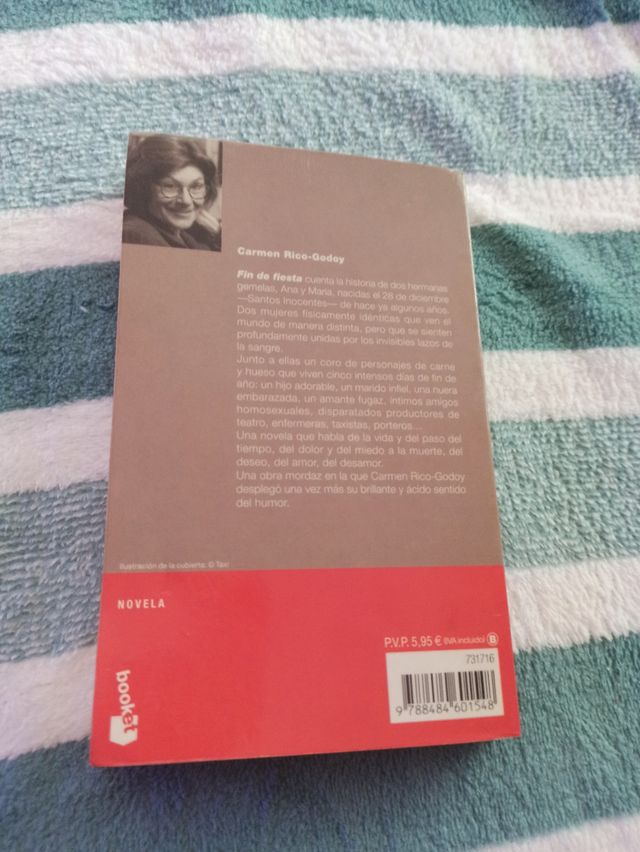 Carmen Rico-Godoy
Fin de fiesta cuenta la historia de dos hermanas
gemelas, Ana y María, nacidas el 28 de diciembre
—Santos Inocentes— de hace ya algunos años.
Dos mujeres físicamente idénticas que ven el
mundo de manera distinta, pero que se sienten
profundamente unidas por los invisibles lazos de
la sangre.
Junto a ellas un coro de personajes de carne
y hueso que viven cinco intensos días de fin de
año: un hijo adorable, un marido infiel, una nuera
embarazada, un amante fugaz, íntimos amigos
homosexuales, disparatados productores de
teatro, enfermeras, taxistas, porteros...
Una novela que habla de la vida y del paso del
tiempo, del dolor y del miedo a la muerte, del
deseo, del amor, del desamor.
Una obra mordaz en la que Carmen Rico-Godoy
desplegó una vez más su brillante y ácido sentido
del humor.
Ilustración de la cubierta: © Taxi
NOVELA
P.V.P. 5,95 € (IVA incluido) B
731716
9 788484 601548
booket